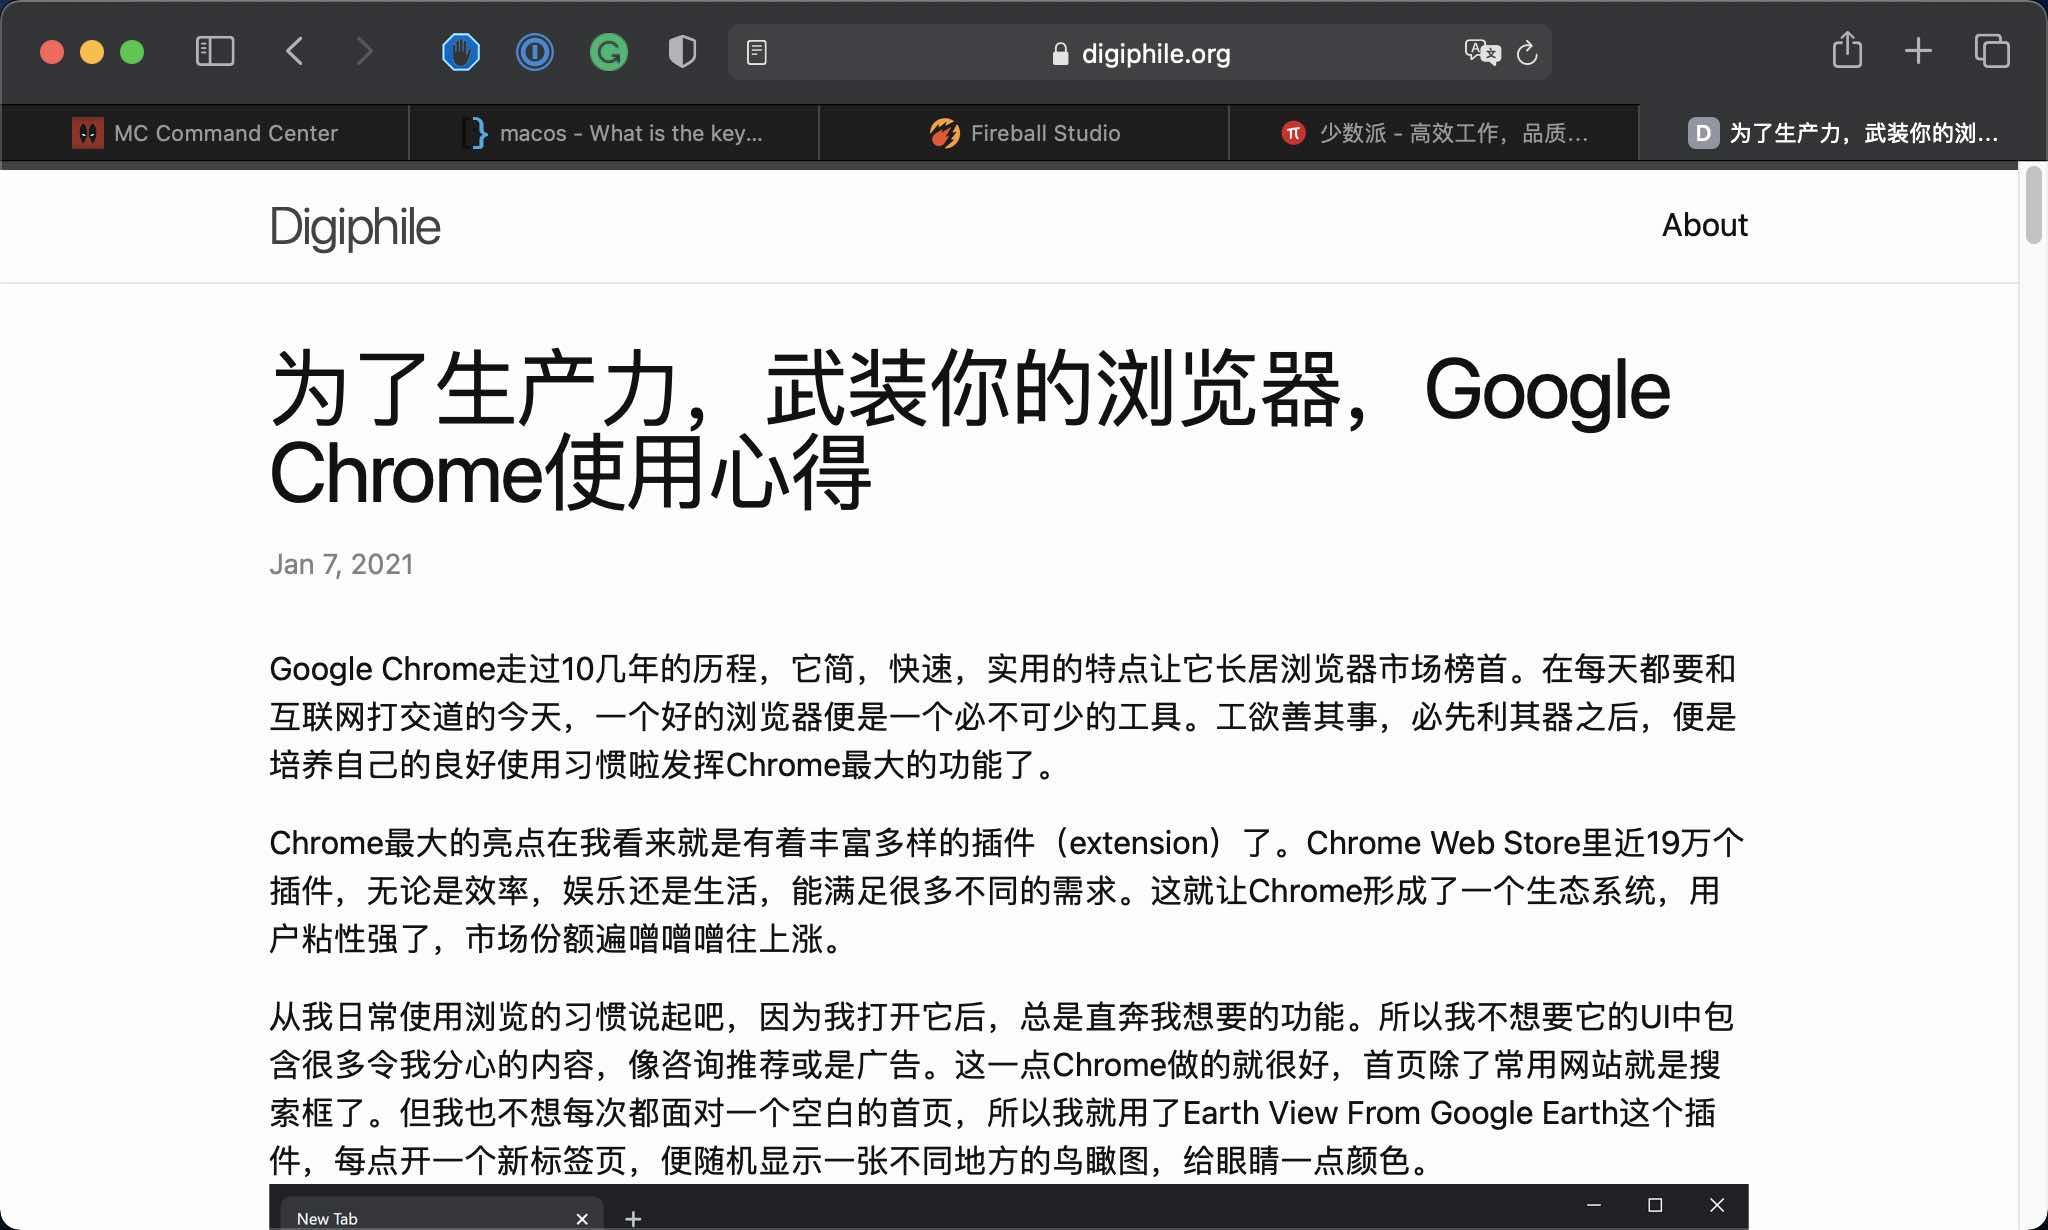 digiphile.org
MC Command Center
macos - What is the key...
Fireball Studio
少数派 - 高效工作，品质...
D 为了生产力，武装你的浏...
Digiphile
About
为了生产力，武装你的浏览器，Google
Chrome使用心得
Jan 7, 2021
Google Chrome走过10几年的历程，它简，快速，实用的特点让它长居浏览器市场榜首。在每天都要和
互联网打交道的今天，一个好的浏览器便是一个必不可少的工具。工欲善其事，必先利其器之后，便是
培养自己的良好使用习惯啦发挥Chrome最大的功能了。
Chrome最大的亮点在我看来就是有着丰富多样的插件（extension）了。Chrome Web Store里近19万个
插件，无论是效率，娱乐还是生活，能满足很多不同的需求。这就让Chrome形成了一个生态系统，用
户粘性强了，市场份额遍噌噌噌往上涨。
从我日常使用浏览的习惯说起吧，因为我打开它后，总是直奔我想要的功能。所以我不想要它的UI中包
含很多令我分心的内容，像咨询推荐或是广告。这一点Chrome做的就很好，首页除了常用网站就是搜
索框了。但我也不想每次都面对一个空白的首页，所以我就用了Earth View From Google Earth这个插
件，每点开一个新标签页，便随机显示一张不同地方的鸟瞰图，给眼睛一点颜色。
New Tab